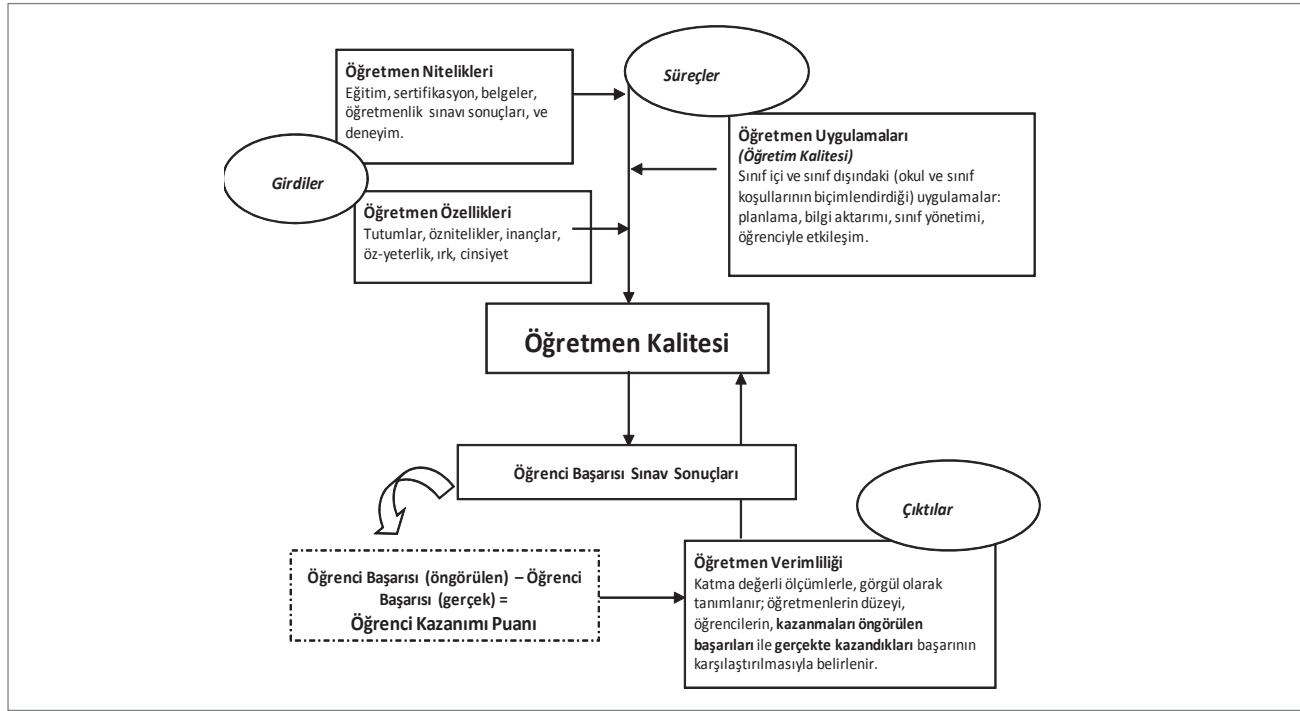 Öğretmen Nitelikleri
Eğitim, sertifikasyon, belgeler,
öğretmenlik sınavı sonuçları, ve
deneyim.
Süreçler
Öğretmen Uygulamaları
(Öğretim Kalitesi)
Sınıf içi ve sınıf dışındaki (okul ve sınıf
koşullarının biçimlendirdiği) uygulamalar:
planlama, bilgi aktarımı, sınıf yönetimi,
öğrenciyle etkileşim.
Girdiler
Öğretmen Özellikleri
Tutumlar, öznitelikler, inançlar,
öz-yeterlik, ırk, cinsiyet
Öğretmen Kalitesi
Öğrenci Başarısı Sınav Sonuçları
Çıktılar
Öğrenci Başarısı (öngörülen) – Öğrenci
Başarısı (gerçek) =
Öğrenci Kazanımı Puanı
Öğretmen Verimliliği
Katma değerli ölçümlerle, görgül olarak
tanımlanır; öğretmenlerin düzeyi,
öğrencilerin, kazanmaları öngörülen
başarıları ile gerçekte kazandıkları başarının
karşılaştırılmasıyla belirlenir.